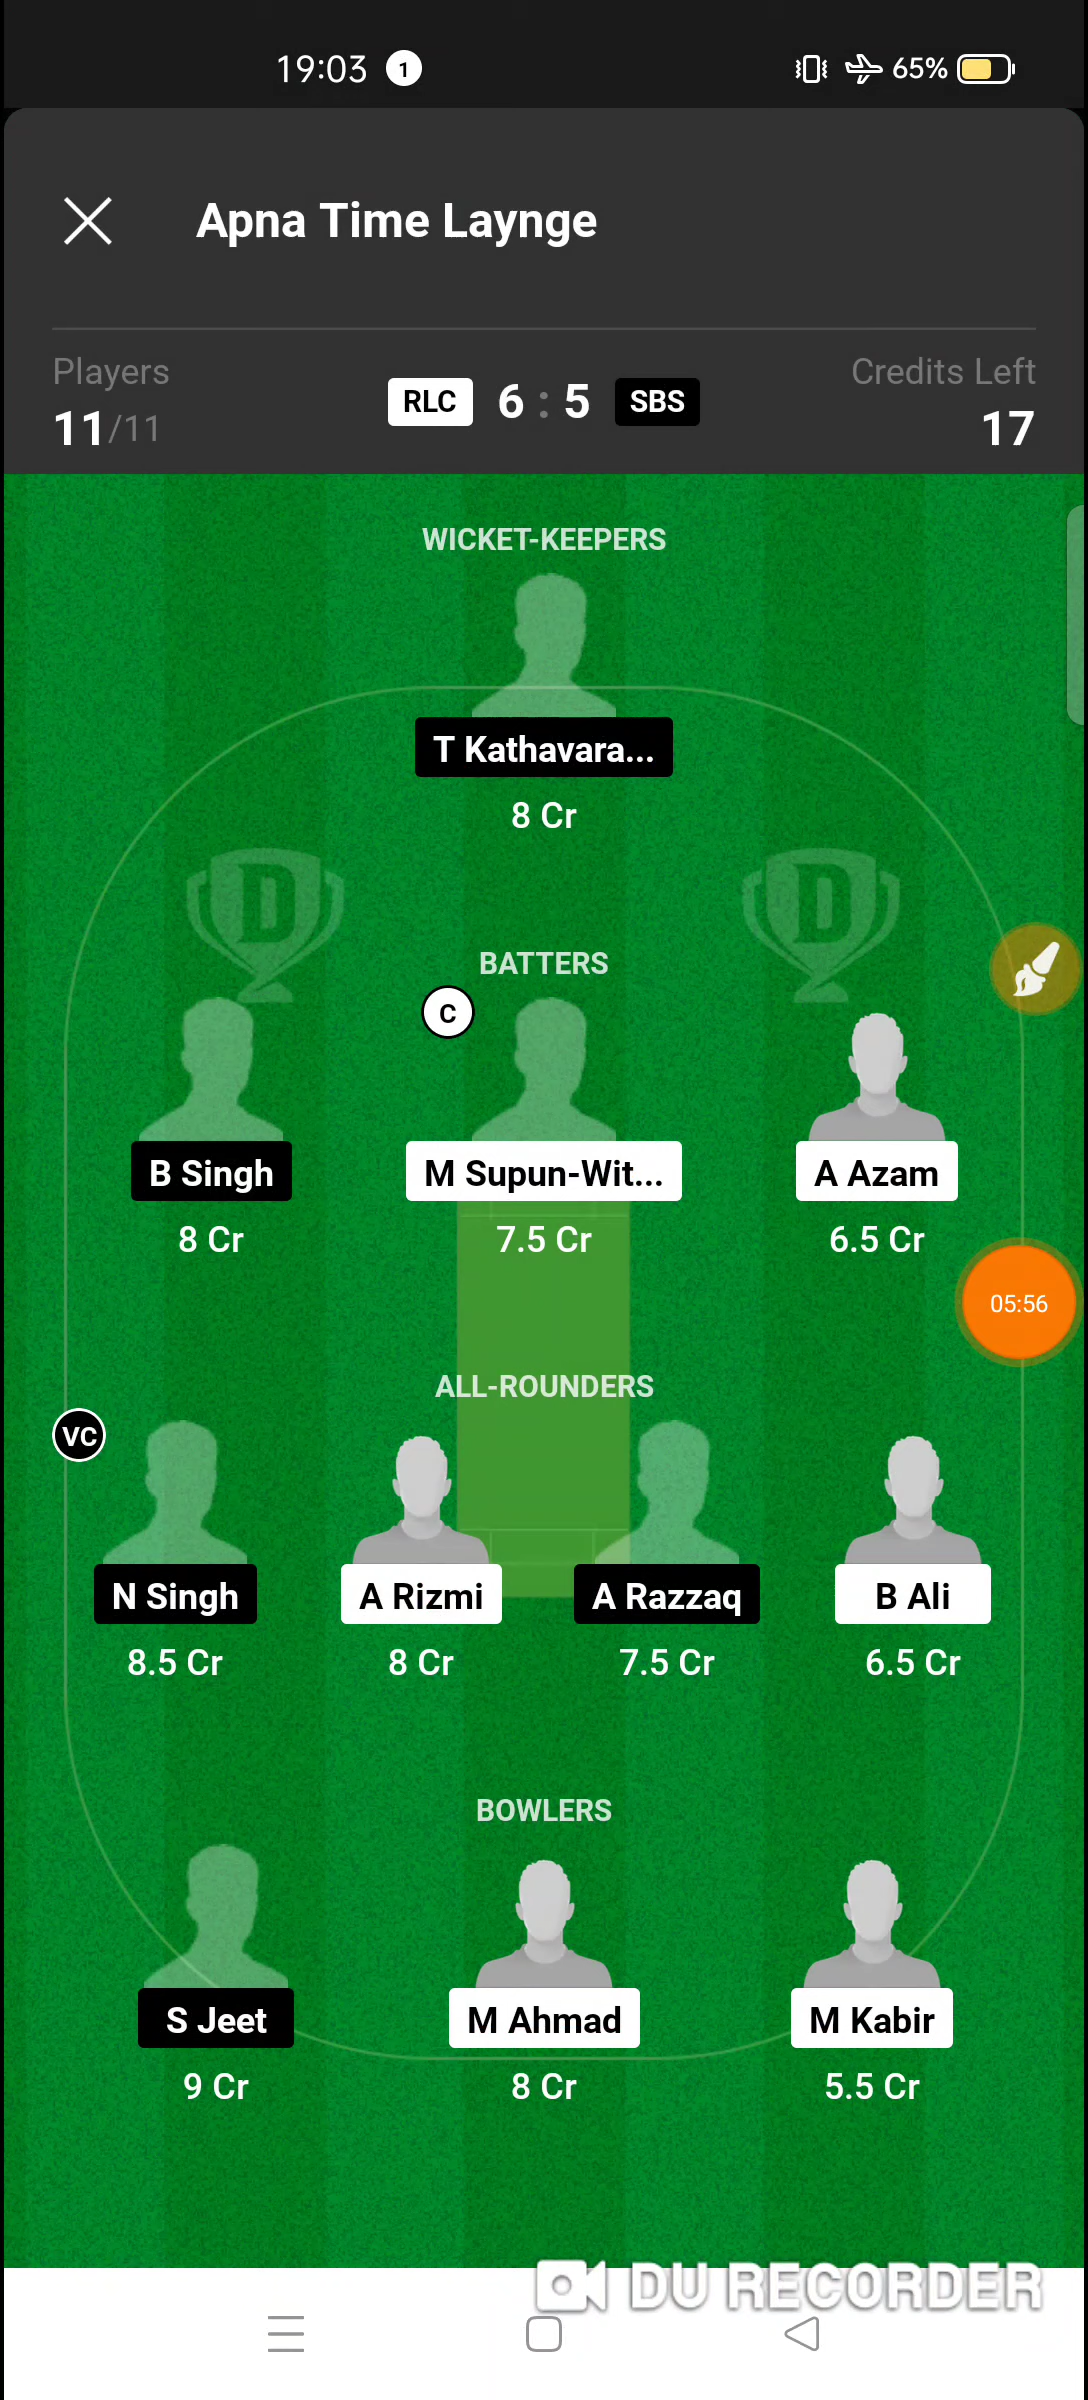 19:03 1 65%
Apna Time Laynge
Players Credits Left
RLC 6 : 5 SBS
11/11 17
WICKET-KEEPERS
T Kathavara...
8 Cr
D D
BATTERS
C
B Singh M Supun-Wit... A Azam
8 Cr 7.5 Cr 6.5 Cr
05:56
ALL-ROUNDERS
VC
N Singh A Rizmi A Razzaq B Ali
8.5 Cr 8 Cr 7.5 Cr 6.5 Cr
BOWLERS
S Jeet M Ahmad M Kabir
9 Cr 8 Cr 5.5 Cr
DU RECORDER